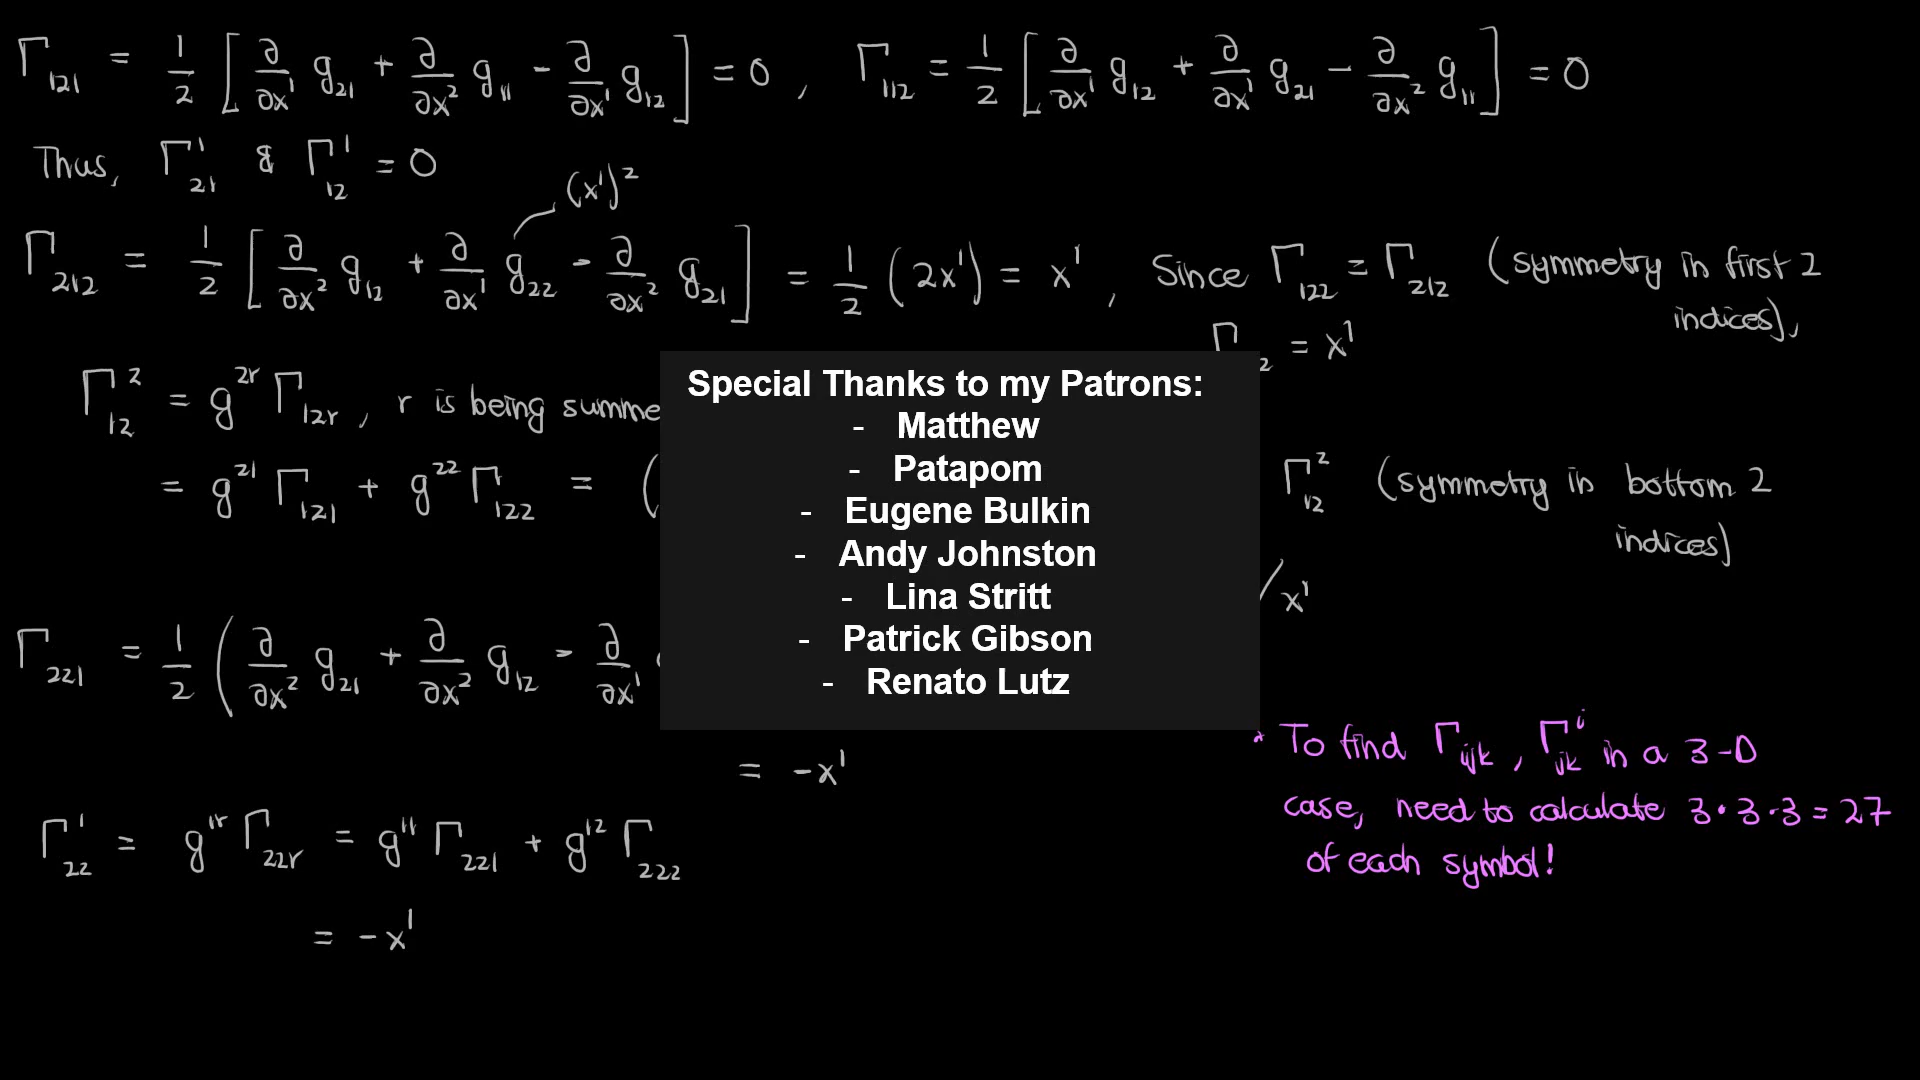 Γ₁₂₁ = 1/2 [∂/∂x¹ g₂₁ + ∂/∂x² g₁₁ - ∂/∂x¹ g₁₂] = 0 , Γ₁₁₂ = 1/2 [∂/∂x¹ g₁₂ + ∂/∂x¹ g₂₁ - ∂/∂x² g₁₁] = 0
Thus, Γ¹₂₁ & Γ¹₁₂ = 0
(x¹)²
Γ₂₁₂ = 1/2 [∂/∂x² g₁₂ + ∂/∂x¹ g₂₂ - ∂/∂x² g₂₁] = 1/2 (2x¹) = x¹ , Since Γ₁₂₂ = Γ₂₁₂ (symmetry in first 2
indices),
Γ ₂ = x¹
Γ²₁₂ = g²ʳ Γ₁₂ᵣ , r is being summe
= g²¹ Γ₁₂₁ + g²² Γ₁₂₂ = (
Γ²₁₂ (symmetry in bottom 2
indices)
/x¹
Γ₂₂₁ = 1/2 (∂/∂x² g₂₁ + ∂/∂x² g₁₂ - ∂/∂x¹
= -x¹
Γ¹₂₂ = g¹ʳ Γ₂₂ᵣ = g¹¹ Γ₂₂₁ + g¹² Γ₂₂₂
= -x¹
Special Thanks to my Patrons:
- Matthew
- Patapom
- Eugene Bulkin
- Andy Johnston
- Lina Stritt
- Patrick Gibson
- Renato Lutz
* To find Γᵢⱼₖ , Γⁱⱼₖ in a 3-D
case, need to calculate 3·3·3 = 27
of each symbol!